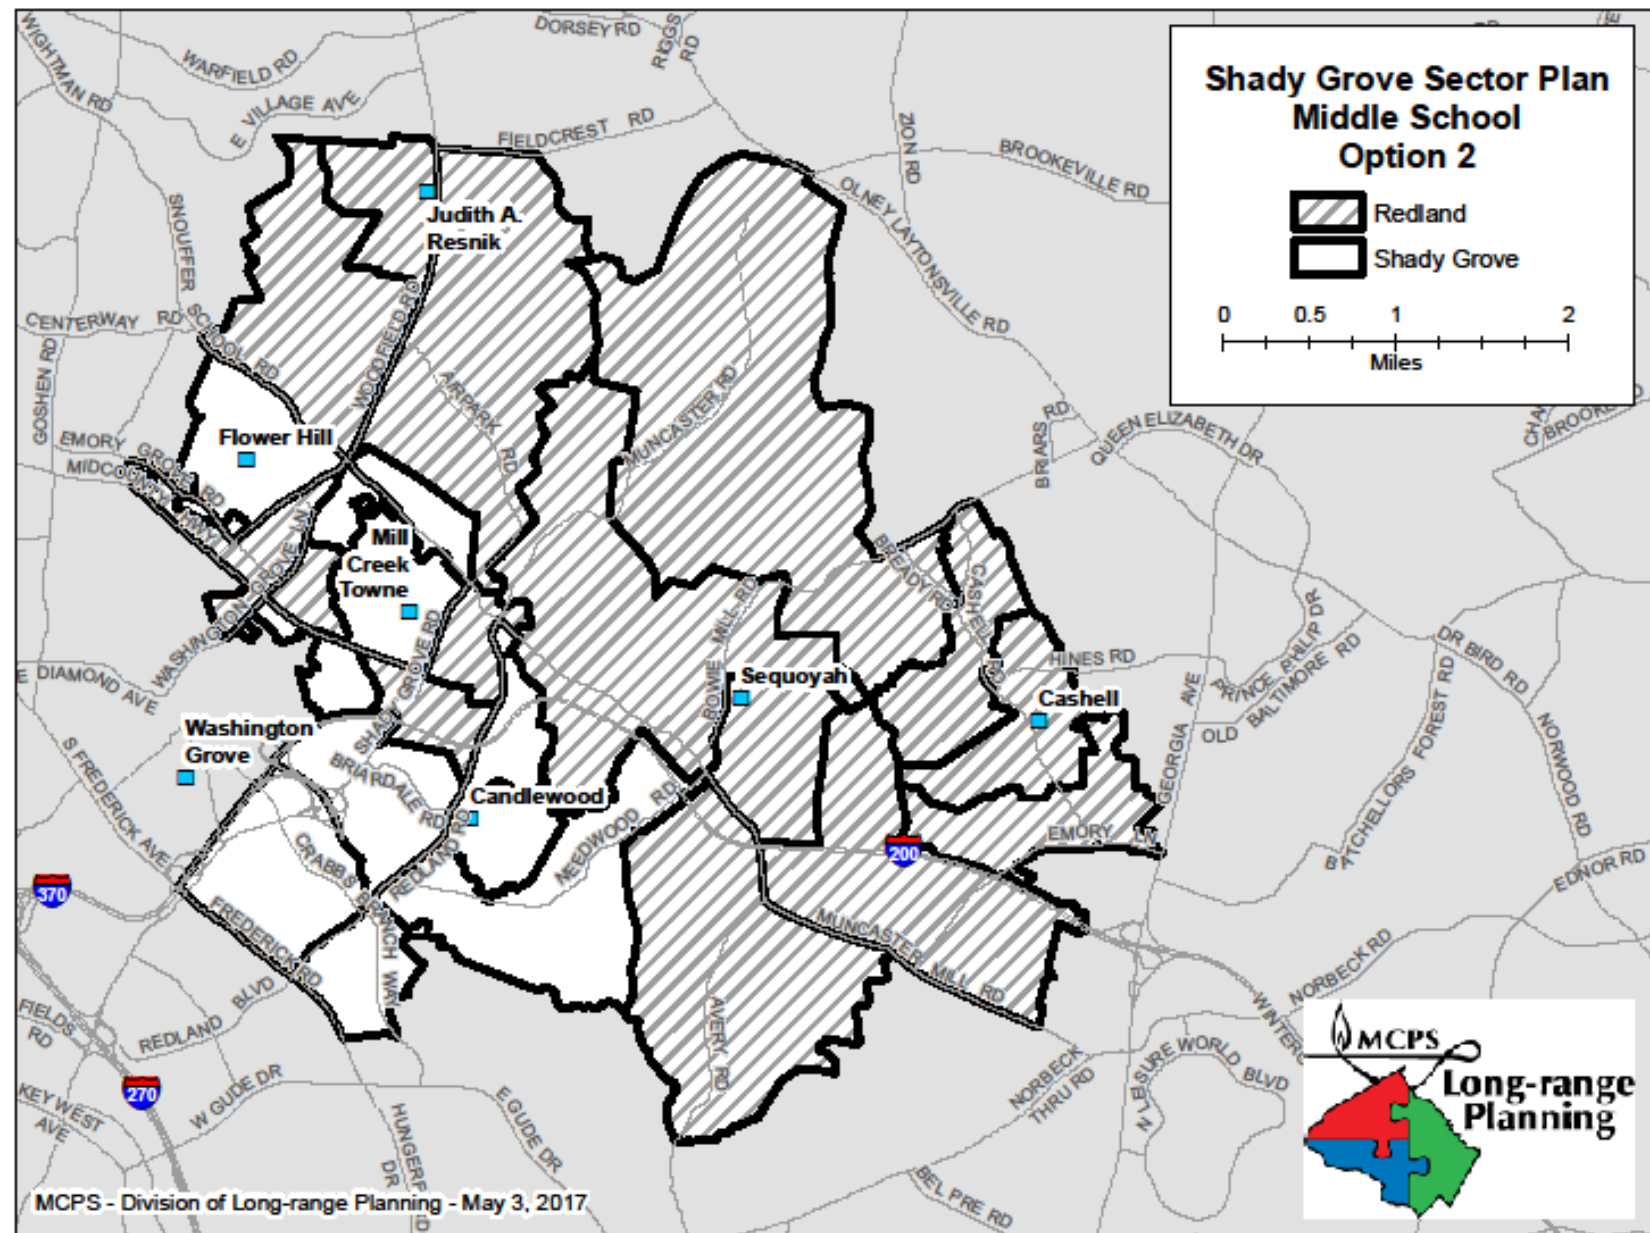 Shady Grove Sector Plan
Middle School
Option 2
Redland
Shady Grove
0 0.5 1 2
Miles
DORSEY RD
RIGGS RD
WIGHTMAN RD
WARFIELD RD
E VILLAGE AVE
FIELDCREST RD
ZION RD
BROOKEVILLE RD
OLNEY LAYTONSVILLE RD
SNOUFFER SCHOOL RD
Judith A.
Resnik
CENTERWAY RD
GOSHEN RD
WOODFIELD RD
AIRPARK RD
MUNCASTER RD
BRIARS RD
QUEEN ELIZABETH DR
EMORY GROVE RD
MIDCOUNTY HWY
Flower Hill
WASHINGTON GROVE LN
Mill
Creek
Towne
BREADY RD
CASHELL RD
BOWIE MILL RD
SHADY GROVE RD
HINES RD
PRINCE PHILIP DR
OLD BALTIMORE RD
DR BIRD RD
E DIAMOND AVE
Sequoyah
Cashell
GEORGIA AVE
BATCHELLORS FOREST RD
NORWOOD RD
Washington
Grove
S FREDERICK AVE
BRIARDALE RD
Candlewood
REDLAND RD
NEEDWOOD RD
CRABBS BRANCH WAY
EMORY LN
200
370
EDNOR RD
FREDERICK RD
MUNCASTER MILL RD
NORBECK RD
FIELDS RD
REDLAND BLVD
AVERY RD
270
W GUDE DR
E GUDE DR
KEY WEST AVE
NORBECK
THRU RD
LEISURE WORLD BLVD
BEL PRE RD
MCPS
Long-range
Planning
MCPS - Division of Long-range Planning - May 3, 2017